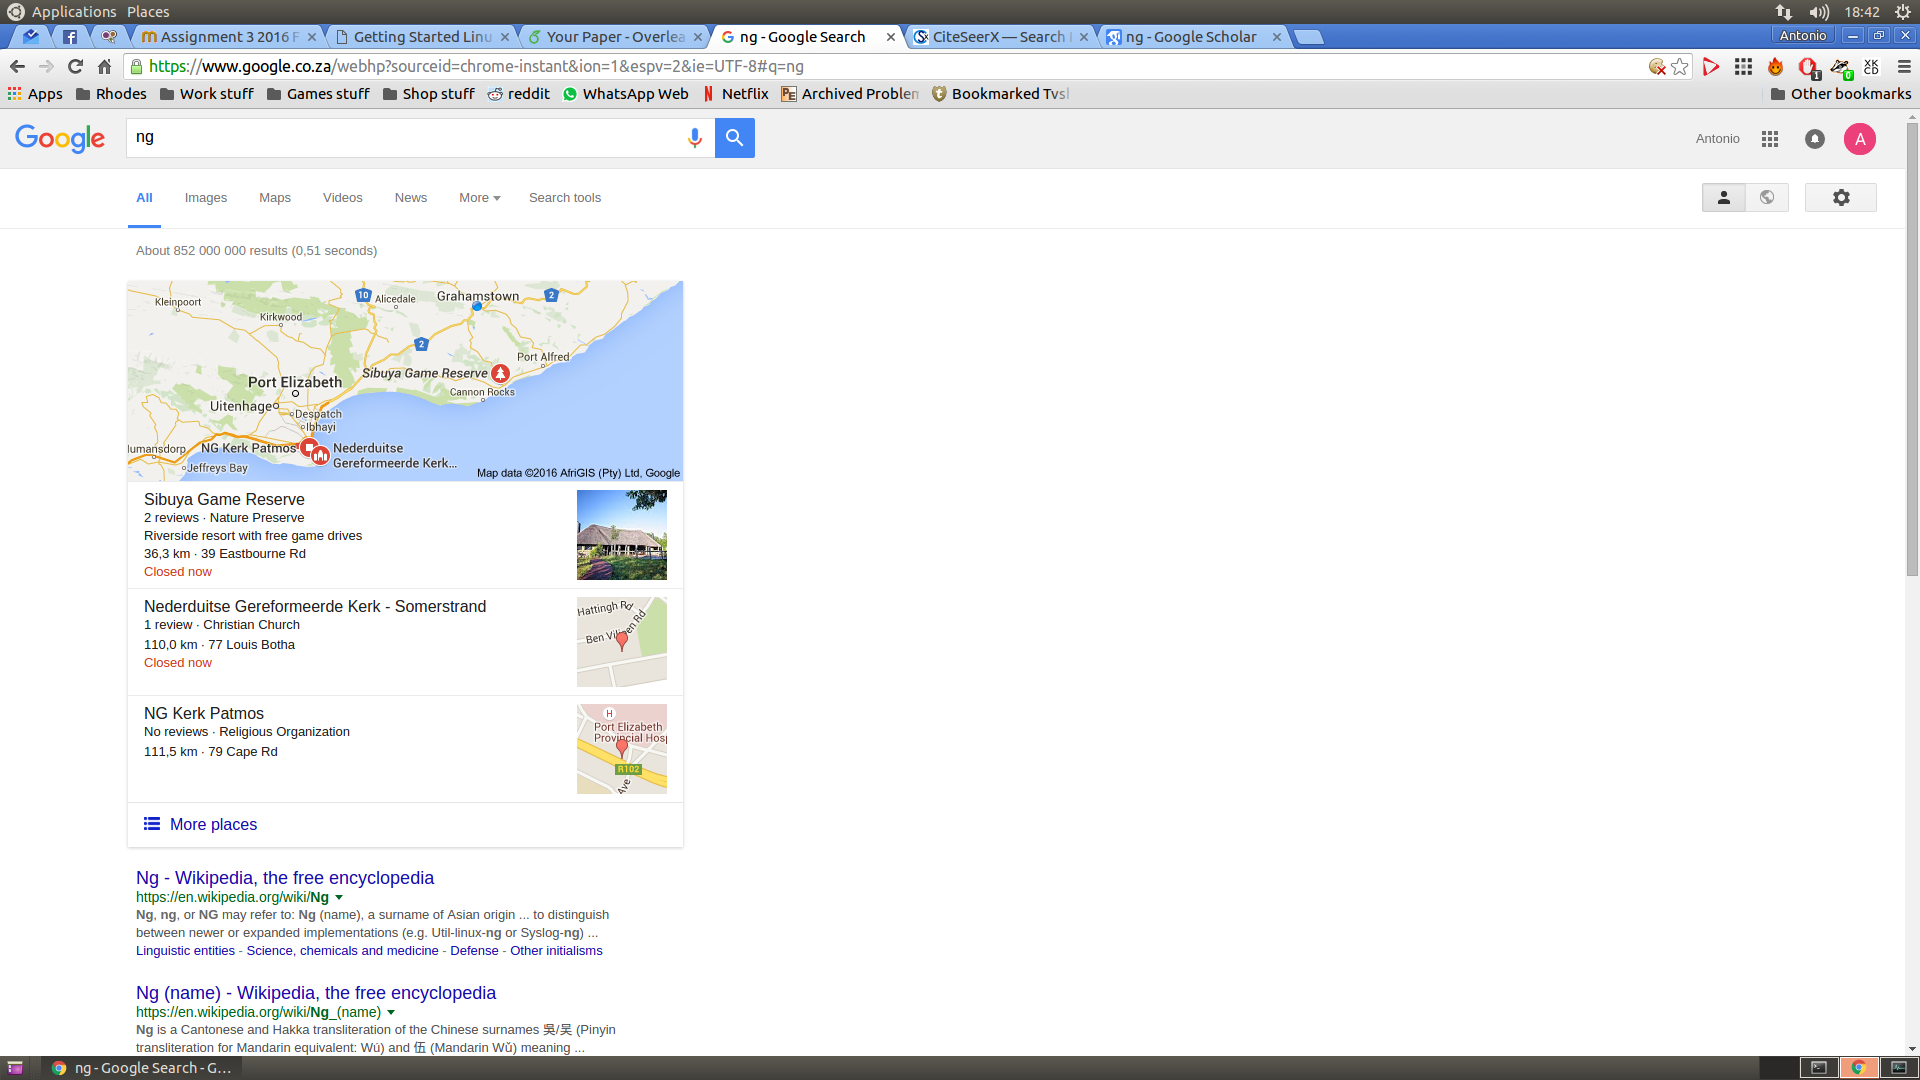 Applications Places
18:42
Assignment 3 2016 F
Getting Started Linu
Your Paper - Overlea
ng - Google Search
CiteSeerX — Search
ng - Google Scholar
Antonio
https://www.google.co.za/webhp?sourceid=chrome-instant&ion=1&espv=2&ie=UTF-8#q=ng
1
0
XK
CD
Apps
Rhodes
Work stuff
Games stuff
Shop stuff
reddit
WhatsApp Web
Netflix
Archived Problem
Bookmarked Tvsl
Other bookmarks
Google
ng
Antonio
A
All
Images
Maps
Videos
News
More
Search tools
About 852 000 000 results (0,51 seconds)
Kleinpoort
10
Alicedale
Grahamstown
2
Kirkwood
2
Port Alfred
Sibuya Game Reserve
Port Elizabeth
Cannon Rocks
Uitenhage
Despatch
Ibhayi
Humansdorp
NG Kerk Patmos
Nederduitse
Gereformeerde Kerk...
Jeffreys Bay
Map data ©2016 AfriGIS (Pty) Ltd, Google
Sibuya Game Reserve
2 reviews · Nature Preserve
Riverside resort with free game drives
36,3 km · 39 Eastbourne Rd
Closed now
Nederduitse Gereformeerde Kerk - Somerstrand
1 review · Christian Church
110,0 km · 77 Louis Botha
Closed now
Hattingh Rd
Ben Viljoen Rd
NG Kerk Patmos
No reviews · Religious Organization
111,5 km · 79 Cape Rd
H
Port Elizabeth
Provincial Hosp
R102
Ave
More places
Ng - Wikipedia, the free encyclopedia
https://en.wikipedia.org/wiki/Ng
Ng, ng, or NG may refer to: Ng (name), a surname of Asian origin ... to distinguish
between newer or expanded implementations (e.g. Util-linux-ng or Syslog-ng) ...
Linguistic entities - Science, chemicals and medicine - Defense - Other initialisms
Ng (name) - Wikipedia, the free encyclopedia
https://en.wikipedia.org/wiki/Ng_(name)
Ng is a Cantonese and Hakka transliteration of the Chinese surnames 吳/吴 (Pinyin
transliteration for Mandarin equivalent: Wú) and 伍 (Mandarin Wǔ) meaning ...
ng - Google Search - G...